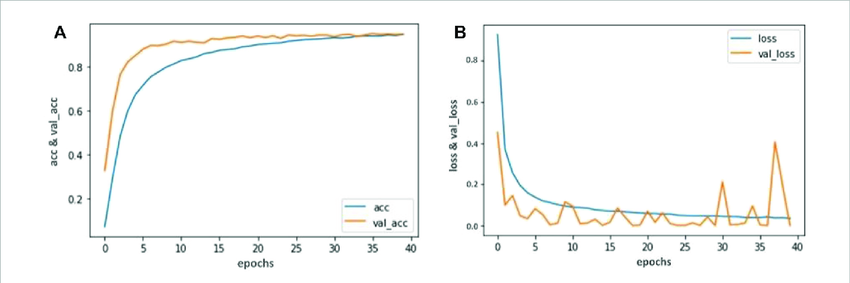 A
acc & val_acc
0.8
0.6
0.4
0.2
acc
val_acc
0 5 10 15 20 25 30 35 40
epochs
B
loss & val_loss
0.8
0.6
0.4
0.2
0.0
loss
val_loss
0 5 10 15 20 25 30 35 40
epochs